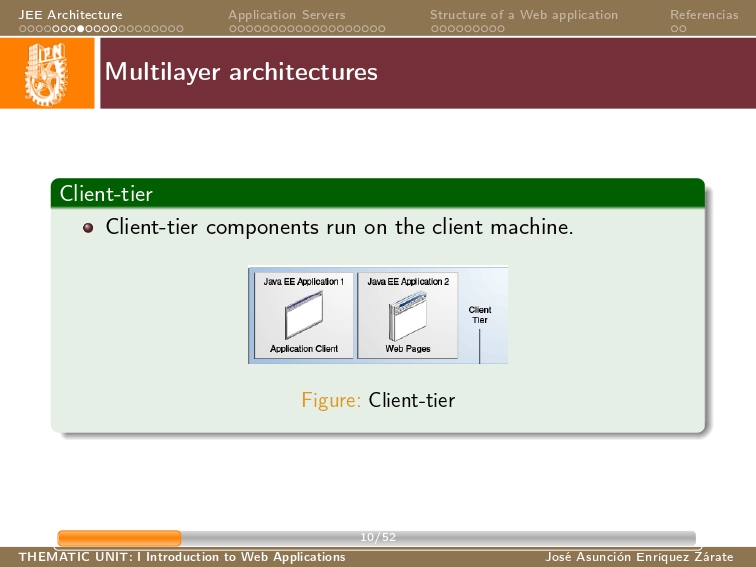 JEE Architecture
Application Servers
Structure of a Web application
Referencias
IPN
Multilayer architectures
Client-tier
Client-tier components run on the client machine.
Java EE Application 1
Java EE Application 2
Client
Tier
Application Client
Web Pages
Figure: Client-tier
10/52
THEMATIC UNIT: I Introduction to Web Applications
José Asunción Enríquez Zárate